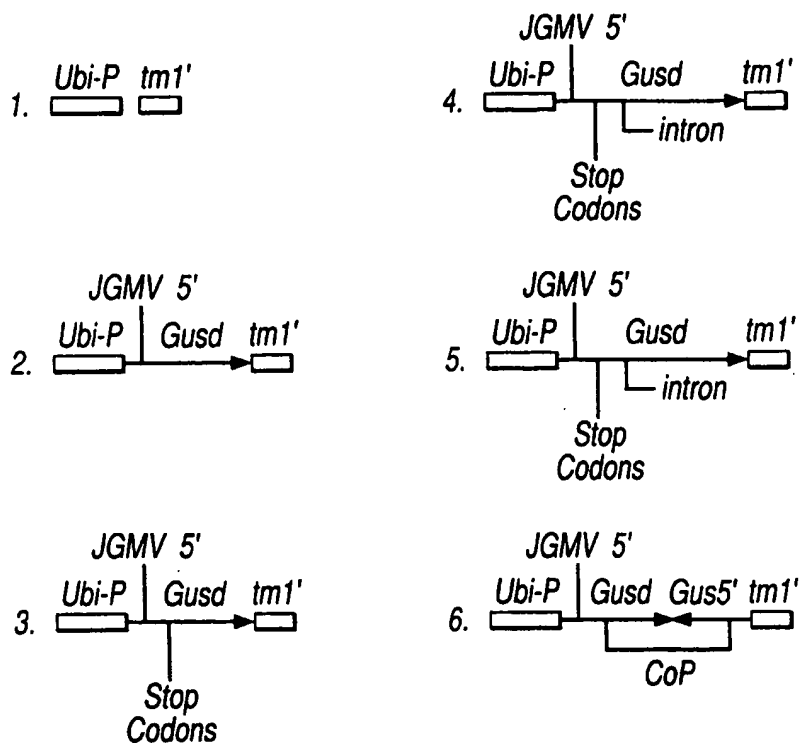 1.
Ubi-P tm1'
2.
JGMV 5'
Ubi-P Gusd tm1'
3.
JGMV 5'
Ubi-P Gusd tm1'
Stop
Codons
4.
JGMV 5'
Ubi-P Gusd tm1'
intron
Stop
Codons
5.
JGMV 5'
Ubi-P Gusd tm1'
intron
Stop
Codons
6.
JGMV 5'
Ubi-P Gusd Gus5' tm1'
CoP